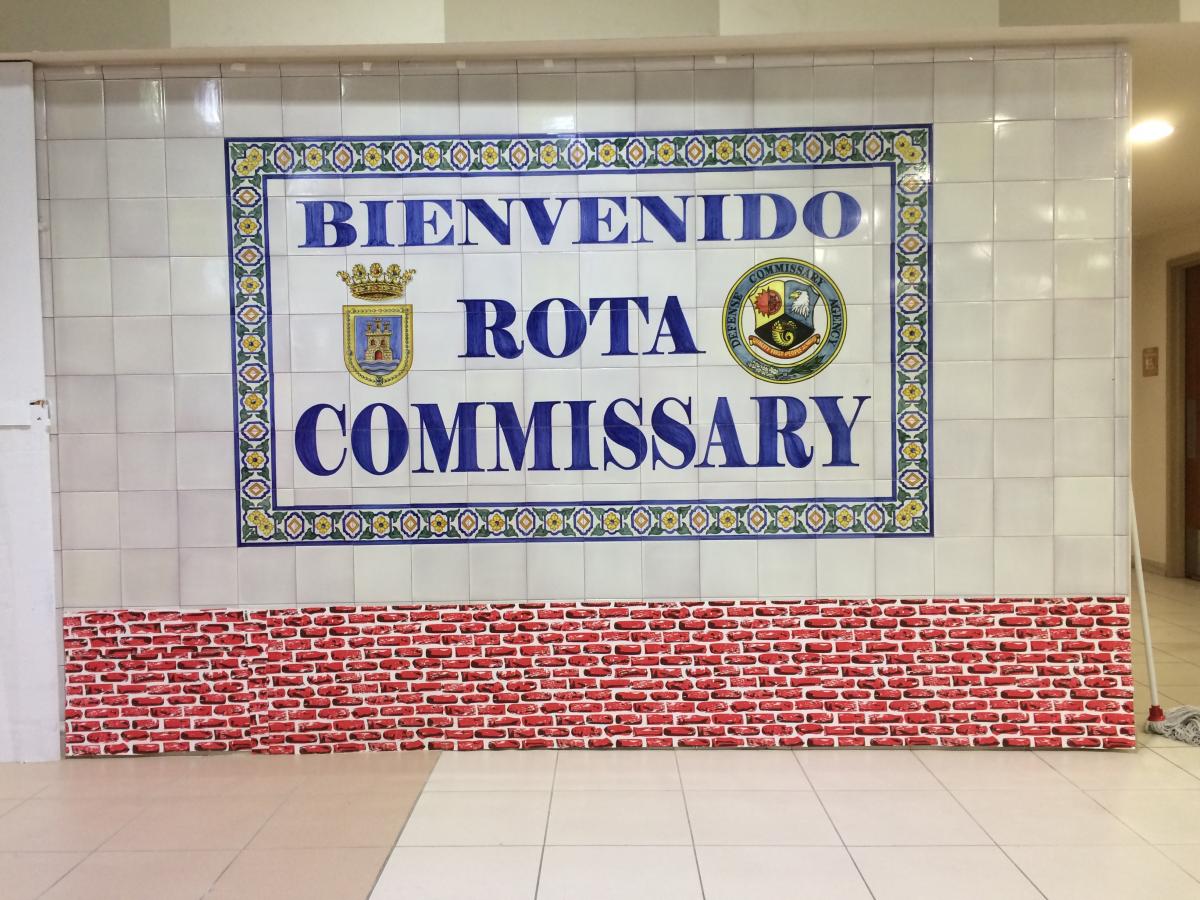 BIENVENIDO
ROTA
COMMISSARY
DEFENSE COMMISSARY AGENCY